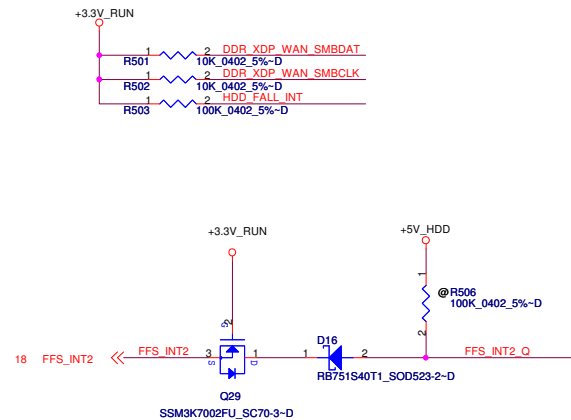 +3.3V_RUN
1 2 DDR_XDP_WAN_SMBDAT
R501 10K_0402_5%~D
1 2 DDR_XDP_WAN_SMBCLK
R502 10K_0402_5%~D
1 2 HDD_FALL_INT
R503 100K_0402_5%~D
+3.3V_RUN
+5V_HDD
1
@R506
100K_0402_5%~D
2
2
G
D16
18 FFS_INT2 FFS_INT2 3 S D 1 1 2 FFS_INT2_Q
RB751S40T1_SOD523-2~D
Q29
SSM3K7002FU_SC70-3~D